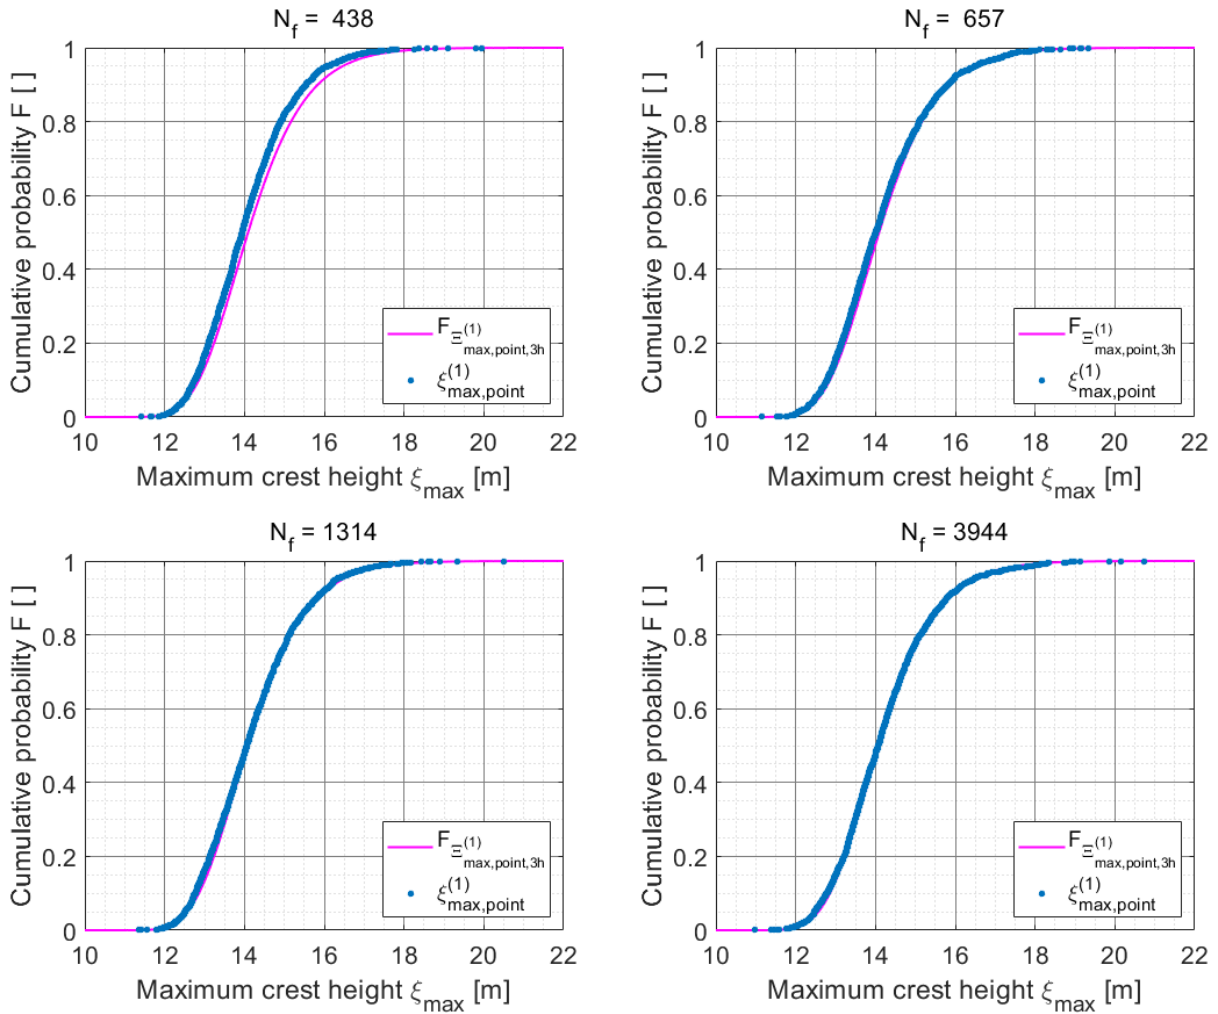 N_f = 438
Cumulative probability F [ ]
1
0.8
0.6
0.4
0.2
0
10 12 14 16 18 20 22
Maximum crest height ξ_max [m]
F_Ξ^(1)_max,point,3h
ξ^(1)_max,point
N_f = 657
Cumulative probability F [ ]
1
0.8
0.6
0.4
0.2
0
10 12 14 16 18 20 22
Maximum crest height ξ_max [m]
F_Ξ^(1)_max,point,3h
ξ^(1)_max,point
N_f = 1314
Cumulative probability F [ ]
1
0.8
0.6
0.4
0.2
0
10 12 14 16 18 20 22
Maximum crest height ξ_max [m]
F_Ξ^(1)_max,point,3h
ξ^(1)_max,point
N_f = 3944
Cumulative probability F [ ]
1
0.8
0.6
0.4
0.2
0
10 12 14 16 18 20 22
Maximum crest height ξ_max [m]
F_Ξ^(1)_max,point,3h
ξ^(1)_max,point